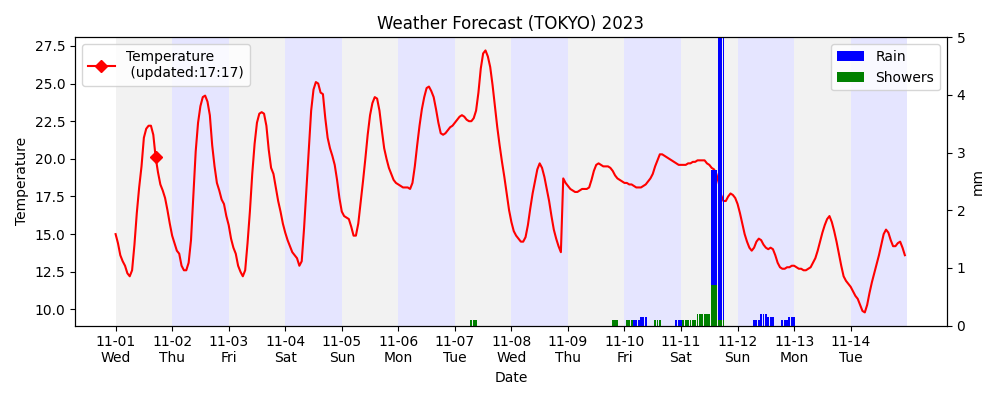 Weather Forecast (TOKYO) 2023
Temperature
(updated:17:17)
Rain
Showers
Temperature
27.5
25.0
22.5
20.0
17.5
15.0
12.5
10.0
5
4
3
2
1
0
mm
11-01 11-02 11-03 11-04 11-05 11-06 11-07 11-08 11-09 11-10 11-11 11-12 11-13 11-14
Wed Thu Fri Sat Sun Mon Tue Wed Thu Fri Sat Sun Mon Tue
Date